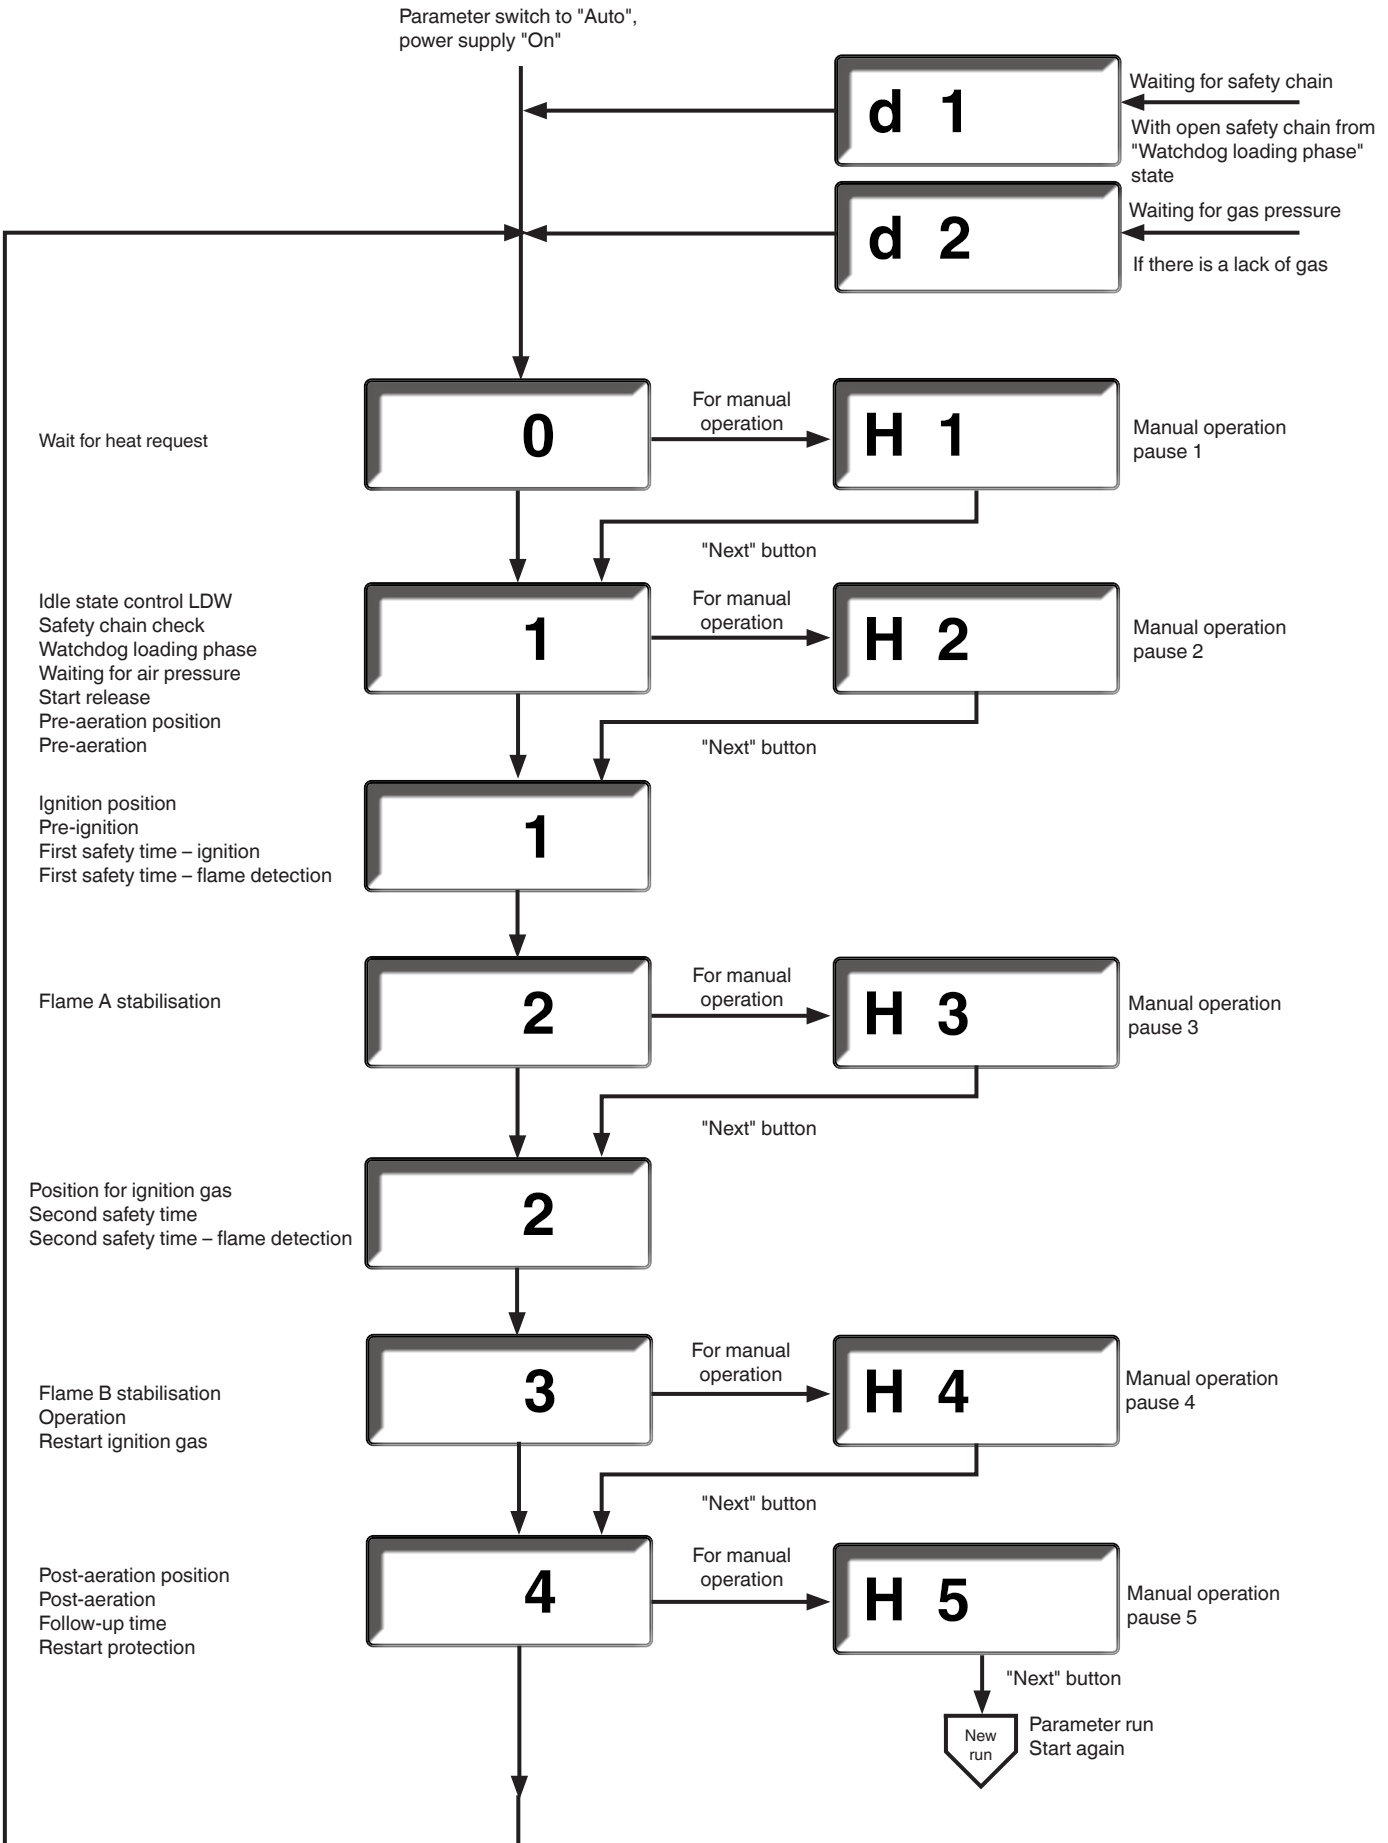 Parameter switch to "Auto",
power supply "On"
d 1
Waiting for safety chain
With open safety chain from
"Watchdog loading phase"
state
d 2
Waiting for gas pressure
If there is a lack of gas
Wait for heat request
0
For manual
operation
H 1
Manual operation
pause 1
"Next" button
Idle state control LDW
Safety chain check
Watchdog loading phase
Waiting for air pressure
Start release
Pre-aeration position
Pre-aeration
1
For manual
operation
H 2
Manual operation
pause 2
"Next" button
Ignition position
Pre-ignition
First safety time – ignition
First safety time – flame detection
1
Flame A stabilisation
2
For manual
operation
H 3
Manual operation
pause 3
"Next" button
Position for ignition gas
Second safety time
Second safety time – flame detection
2
Flame B stabilisation
Operation
Restart ignition gas
3
For manual
operation
H 4
Manual operation
pause 4
"Next" button
Post-aeration position
Post-aeration
Follow-up time
Restart protection
4
For manual
operation
H 5
Manual operation
pause 5
"Next" button
New
run
Parameter run
Start again